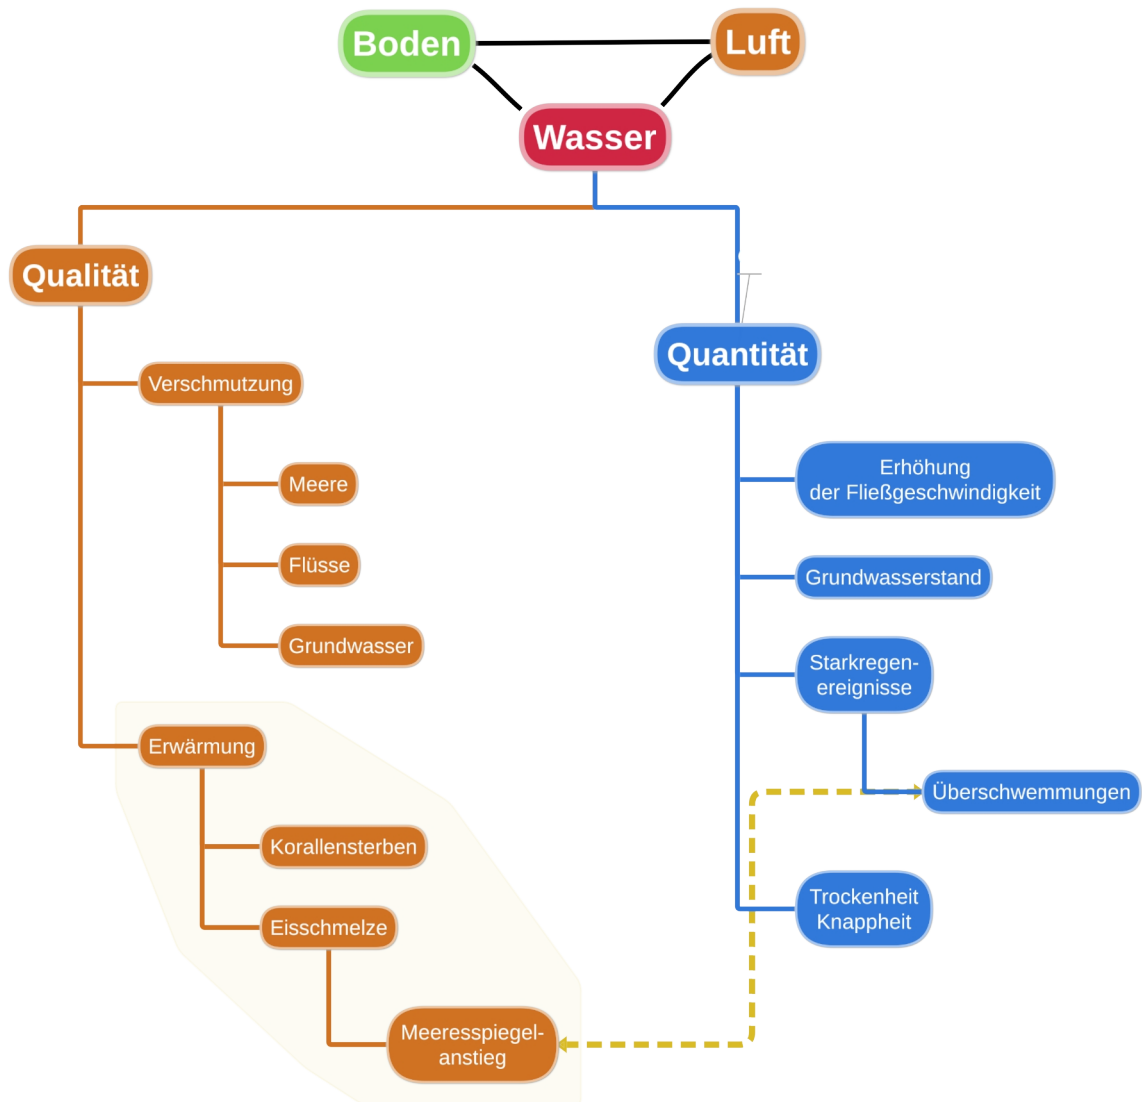 Boden
Luft
Wasser
Qualität
Quantität
Verschmutzung
Meere
Flüsse
Grundwasser
Erwärmung
Korallensterben
Eisschmelze
Meeresspiegel-
anstieg
Erhöhung
der Fließgeschwindigkeit
Grundwasserstand
Starkregen-
ereignisse
Überschwemmungen
Trockenheit
Knappheit